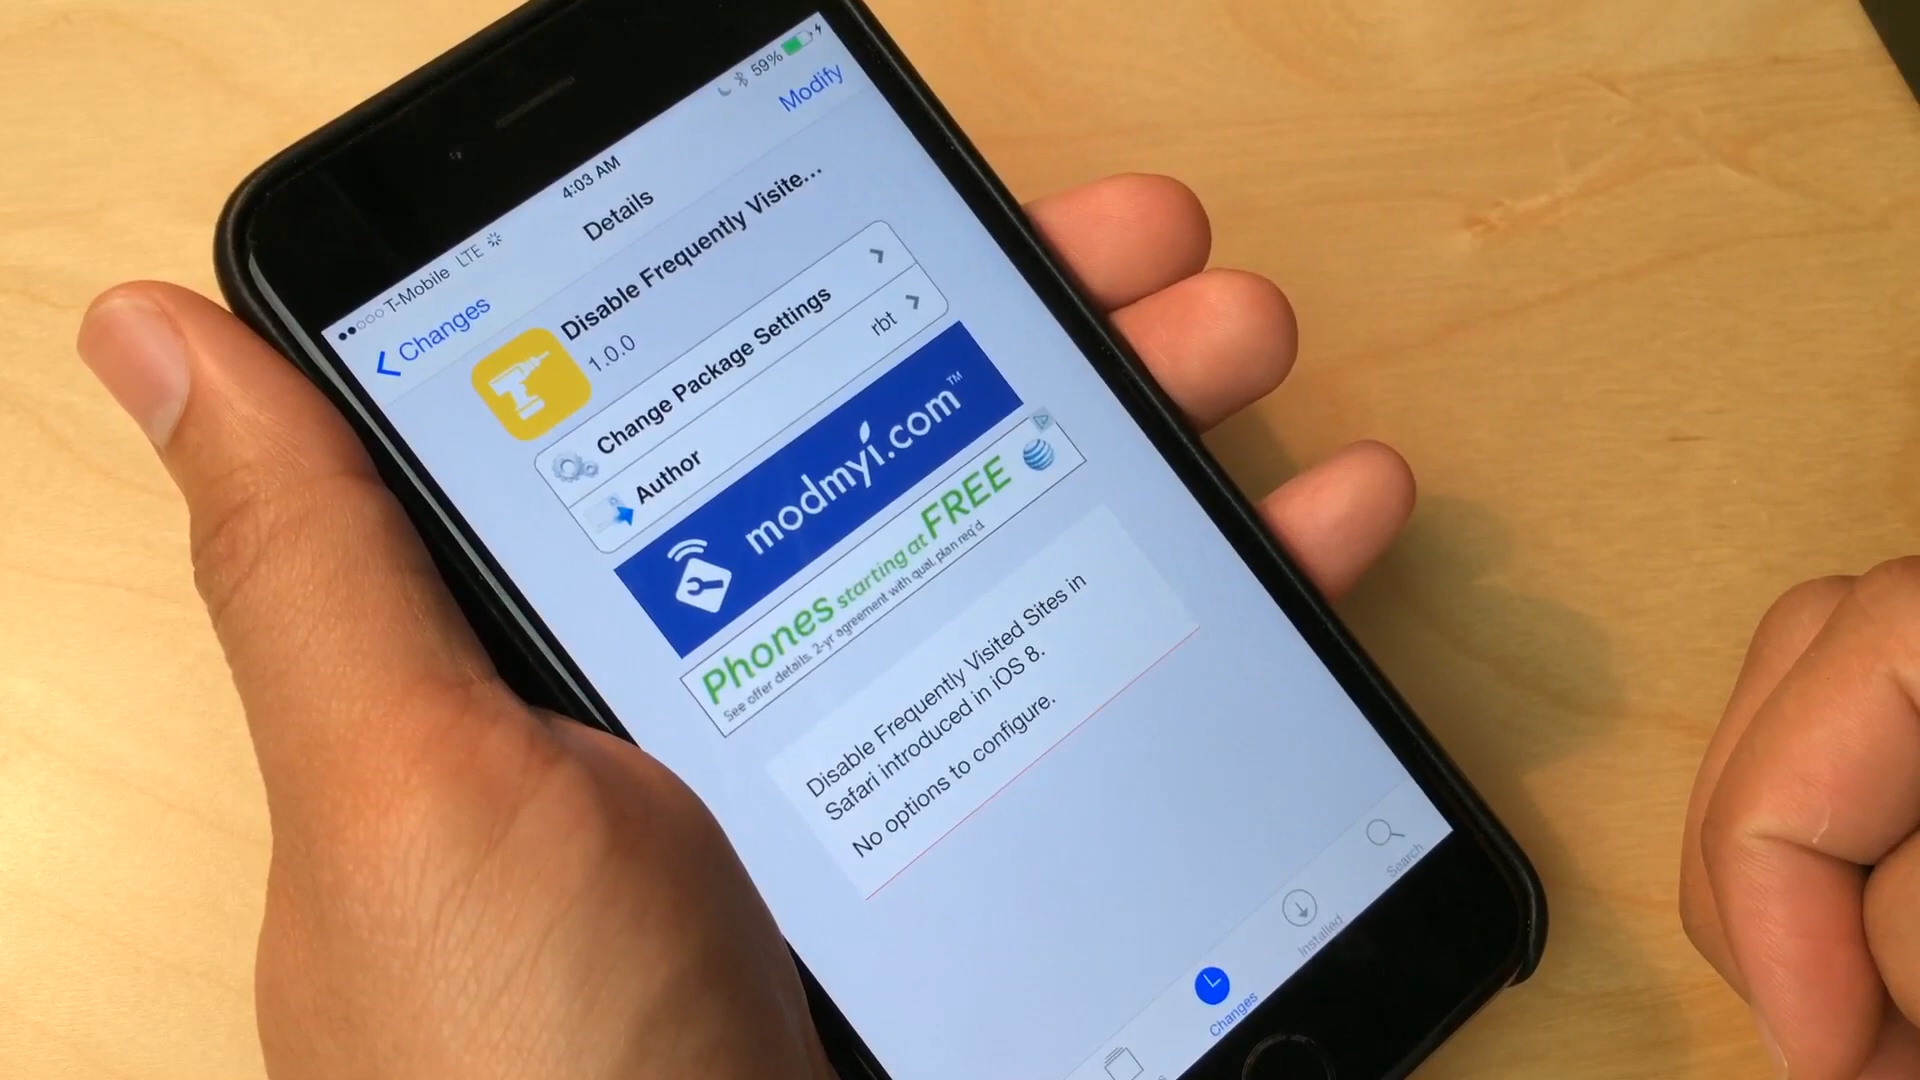 T-Mobile LTE
4:03 AM
59%
Changes
Details
Modify
Disable Frequently Visite...
1.0.0
Change Package Settings
Author
rbt
modmyi.com™
Phones starting at FREE
See offer details. 2-yr agreement with qual. plan req'd.
Disable Frequently Visited Sites in
Safari introduced in iOS 8.
No options to configure.
Changes
Installed
Search